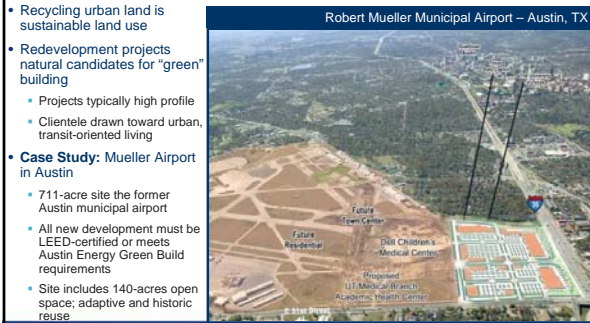 • Recycling urban land is
sustainable land use
• Redevelopment projects
natural candidates for “green”
building
▪ Projects typically high profile
▪ Clientele drawn toward urban,
transit-oriented living
• Case Study: Mueller Airport
in Austin
▪ 711-acre site the former
Austin municipal airport
▪ All new development must be
LEED-certified or meets
Austin Energy Green Build
requirements
▪ Site includes 140-acres open
space; adaptive and historic
reuse
Robert Mueller Municipal Airport – Austin, TX
35
Future
Town Center
Future
Residential
Dell Children's
Medical Center
Proposed
UT Medical Branch
Academic Health Center
E 51st Street